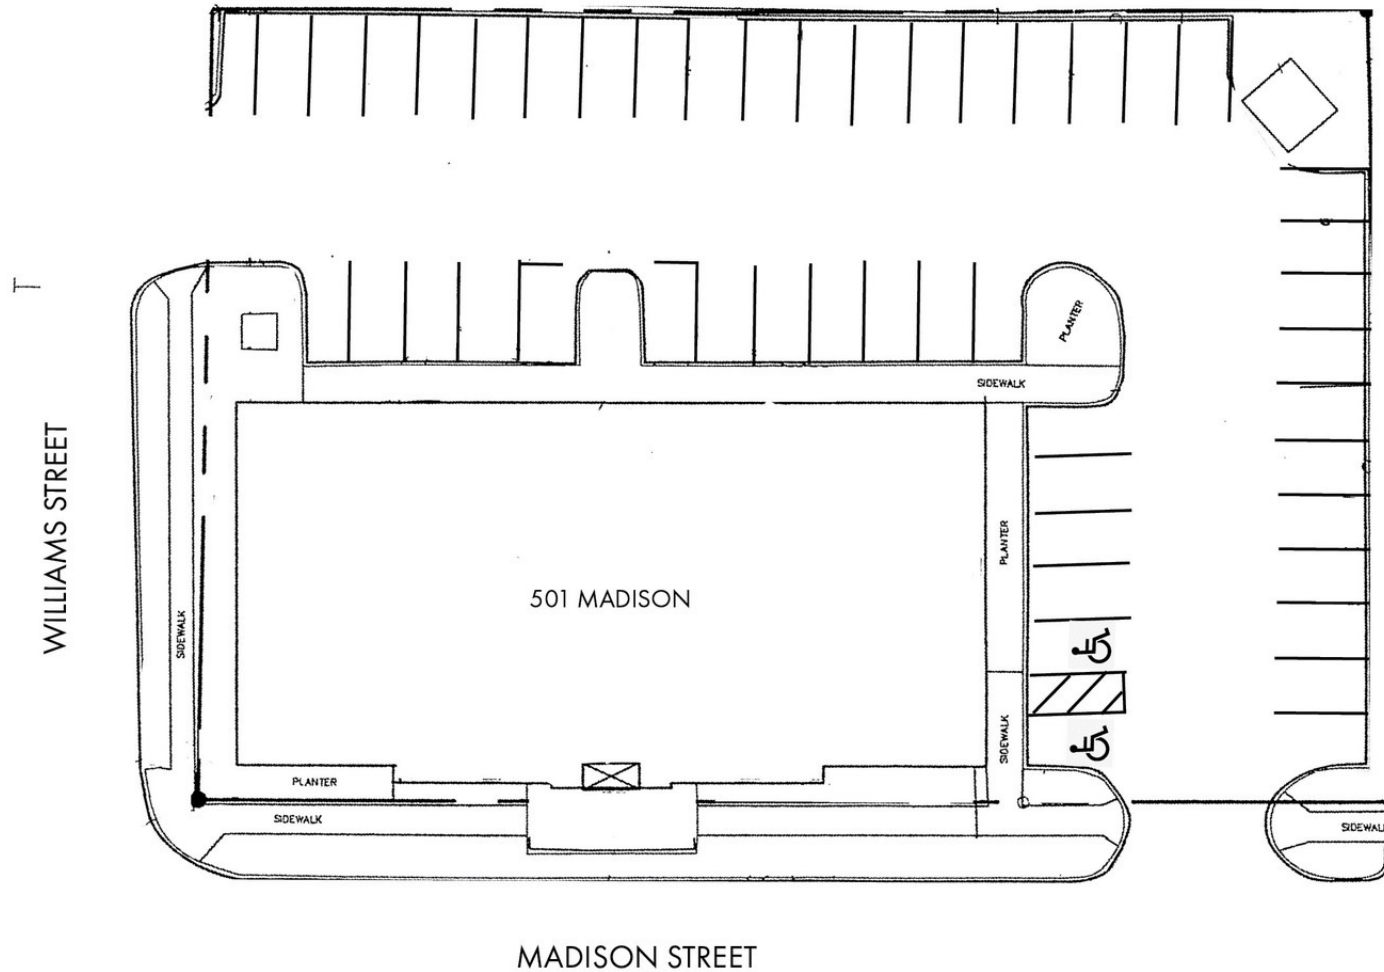 PLANTER
SIDEWALK
WILLIAMS STREET
PLANTER
501 MADISON
SIDEWALK
SIDEWALK
PLANTER
SIDEWALK
SIDEWALK
MADISON STREET